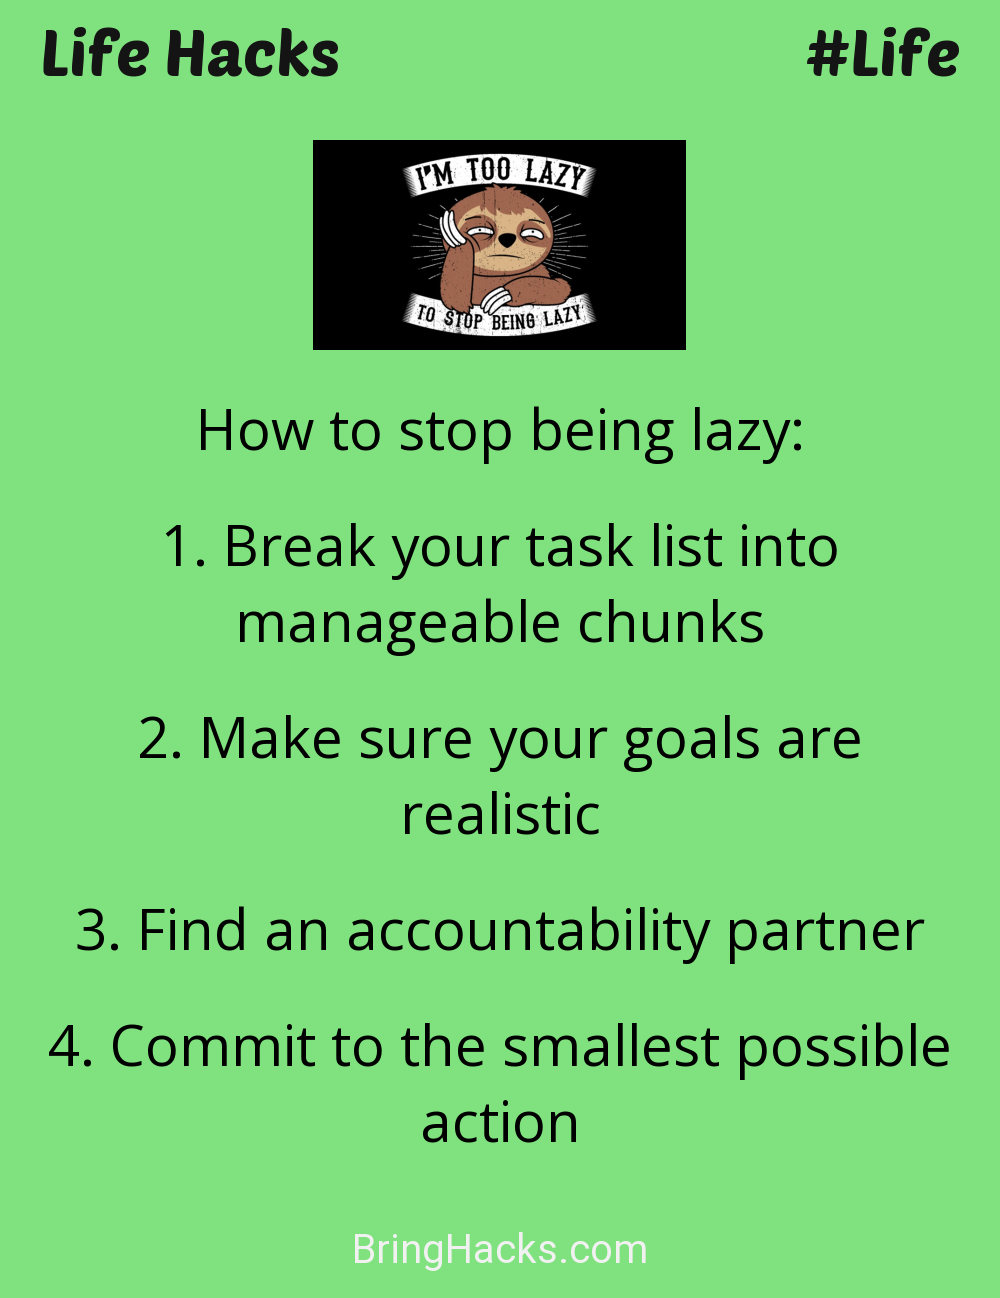 Life Hacks
#Life
I'M TOO LAZY
TO STOP BEING LAZY
How to stop being lazy:
1. Break your task list into
manageable chunks
2. Make sure your goals are
realistic
3. Find an accountability partner
4. Commit to the smallest possible
action
BringHacks.com